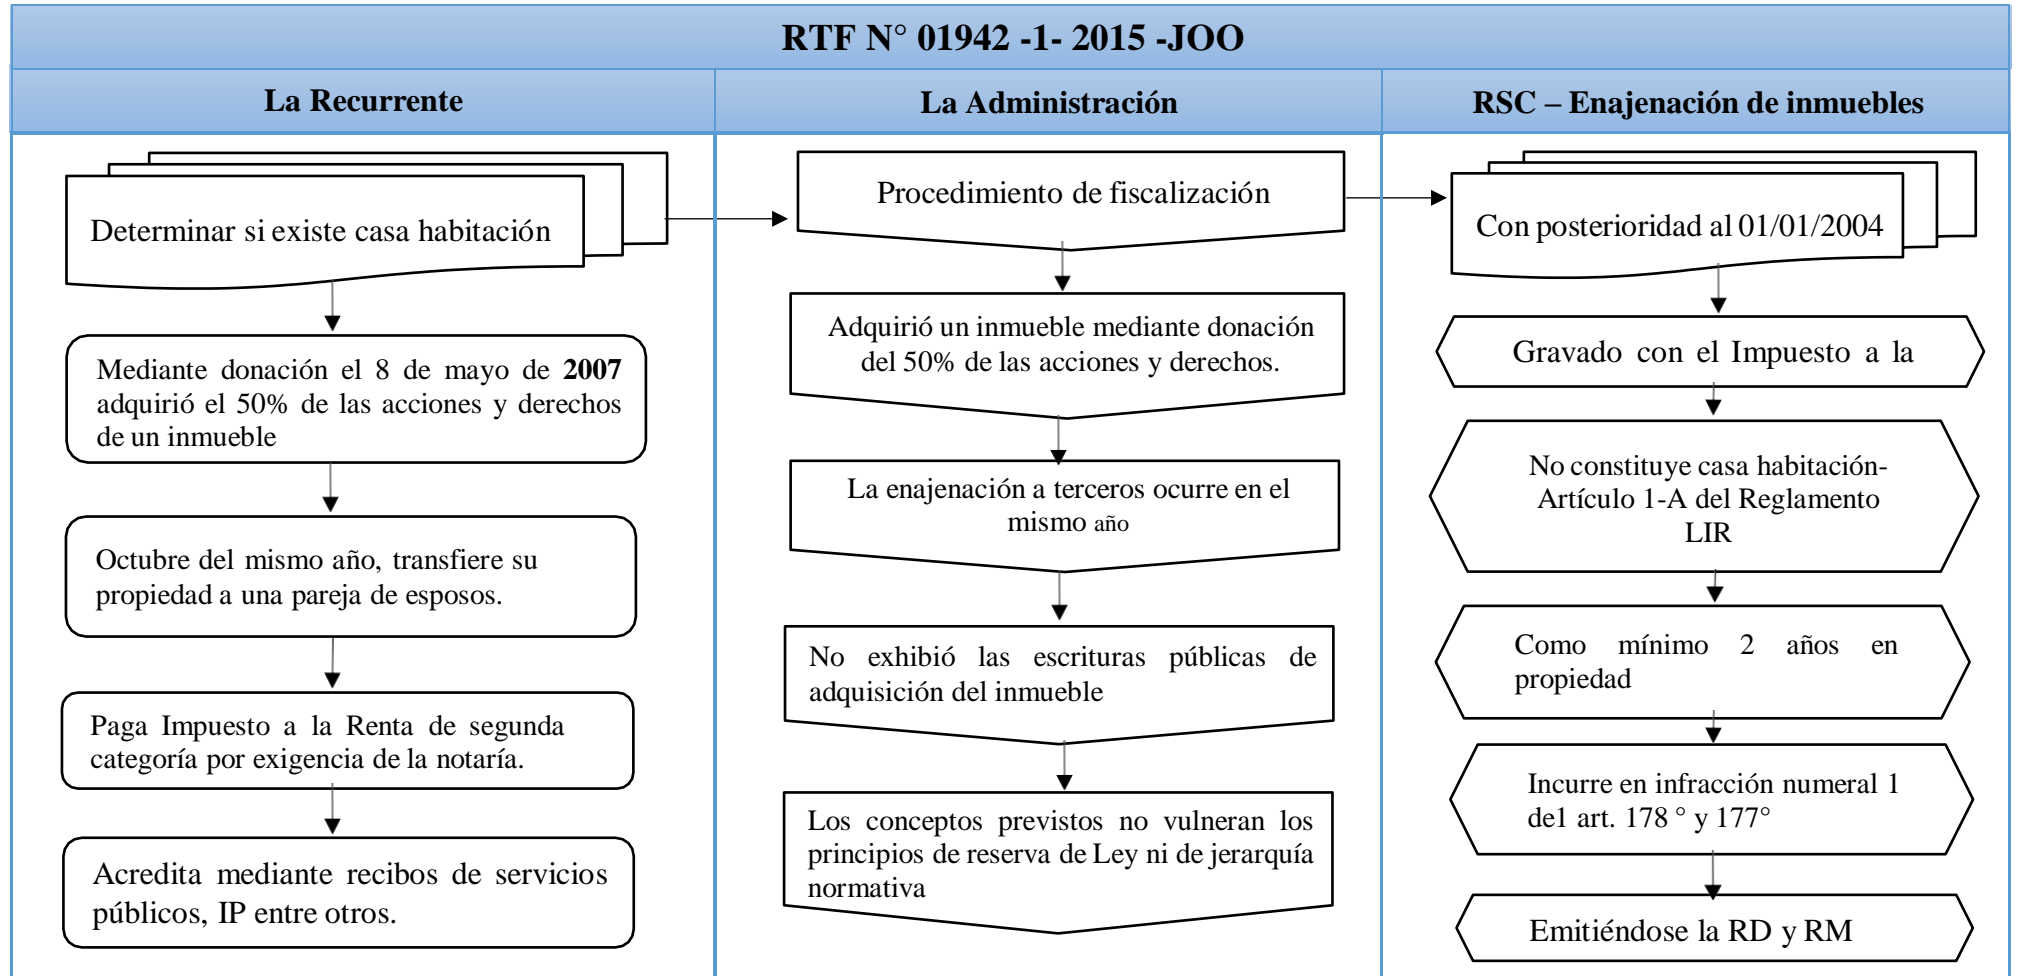 RTF N° 01942 -1- 2015 -JOO
La Recurrente
La Administración
RSC – Enajenación de inmuebles
Determinar si existe casa habitación
Mediante donación el 8 de mayo de 2007
adquirió el 50% de las acciones y derechos
de un inmueble
Octubre del mismo año, transfiere su
propiedad a una pareja de esposos.
Paga Impuesto a la Renta de segunda
categoría por exigencia de la notaría.
Acredita mediante recibos de servicios
públicos, IP entre otros.
Procedimiento de fiscalización
Adquirió un inmueble mediante donación
del 50% de las acciones y derechos.
La enajenación a terceros ocurre en el
mismo año
No exhibió las escrituras públicas de
adquisición del inmueble
Los conceptos previstos no vulneran los
principios de reserva de Ley ni de jerarquía
normativa
Con posterioridad al 01/01/2004
Gravado con el Impuesto a la
No constituye casa habitación-
Artículo 1-A del Reglamento
LIR
Como mínimo 2 años en
propiedad
Incurre en infracción numeral 1
de1 art. 178 ° y 177°
Emitiéndose la RD y RM